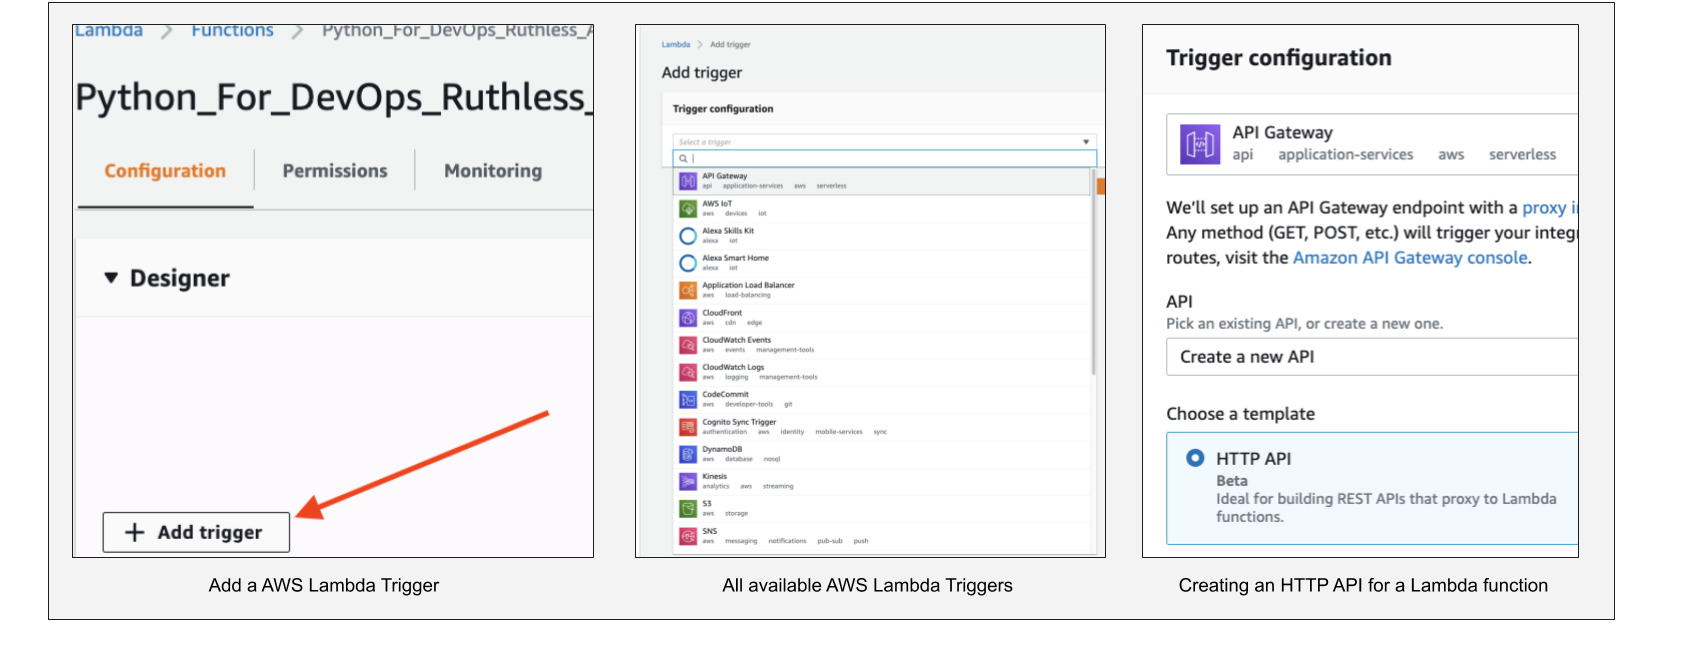 Lambda > Functions > Python_For_DevOps_Ruthless_
Python_For_DevOps_Ruthless_
Configuration Permissions Monitoring
Designer
+ Add trigger
Add a AWS Lambda Trigger
Lambda > Add trigger
Add trigger
Trigger configuration
Select a trigger
API Gateway
api application-services aws serverless
AWS IoT
aws devices iot
Alexa Skills Kit
alexa iot
Alexa Smart Home
alexa iot
Application Load Balancer
aws load-balancing
CloudFront
aws cdn edge
CloudWatch Events
aws events management-tools
CloudWatch Logs
aws logging management-tools
CodeCommit
aws developer-tools git
Cognito Sync Trigger
authentication aws identity mobile-services sync
DynamoDB
aws database nosql
Kinesis
analytics aws streaming
S3
aws storage
SNS
aws messaging notifications pub-sub push
All available AWS Lambda Triggers
Trigger configuration
API Gateway
api application-services aws serverless
We'll set up an API Gateway endpoint with a proxy
Any method (GET, POST, etc.) will trigger your integ
routes, visit the Amazon API Gateway console.
API
Pick an existing API, or create a new one.
Create a new API
Choose a template
HTTP API
Beta
Ideal for building REST APIs that proxy to Lambda
functions.
Creating an HTTP API for a Lambda function